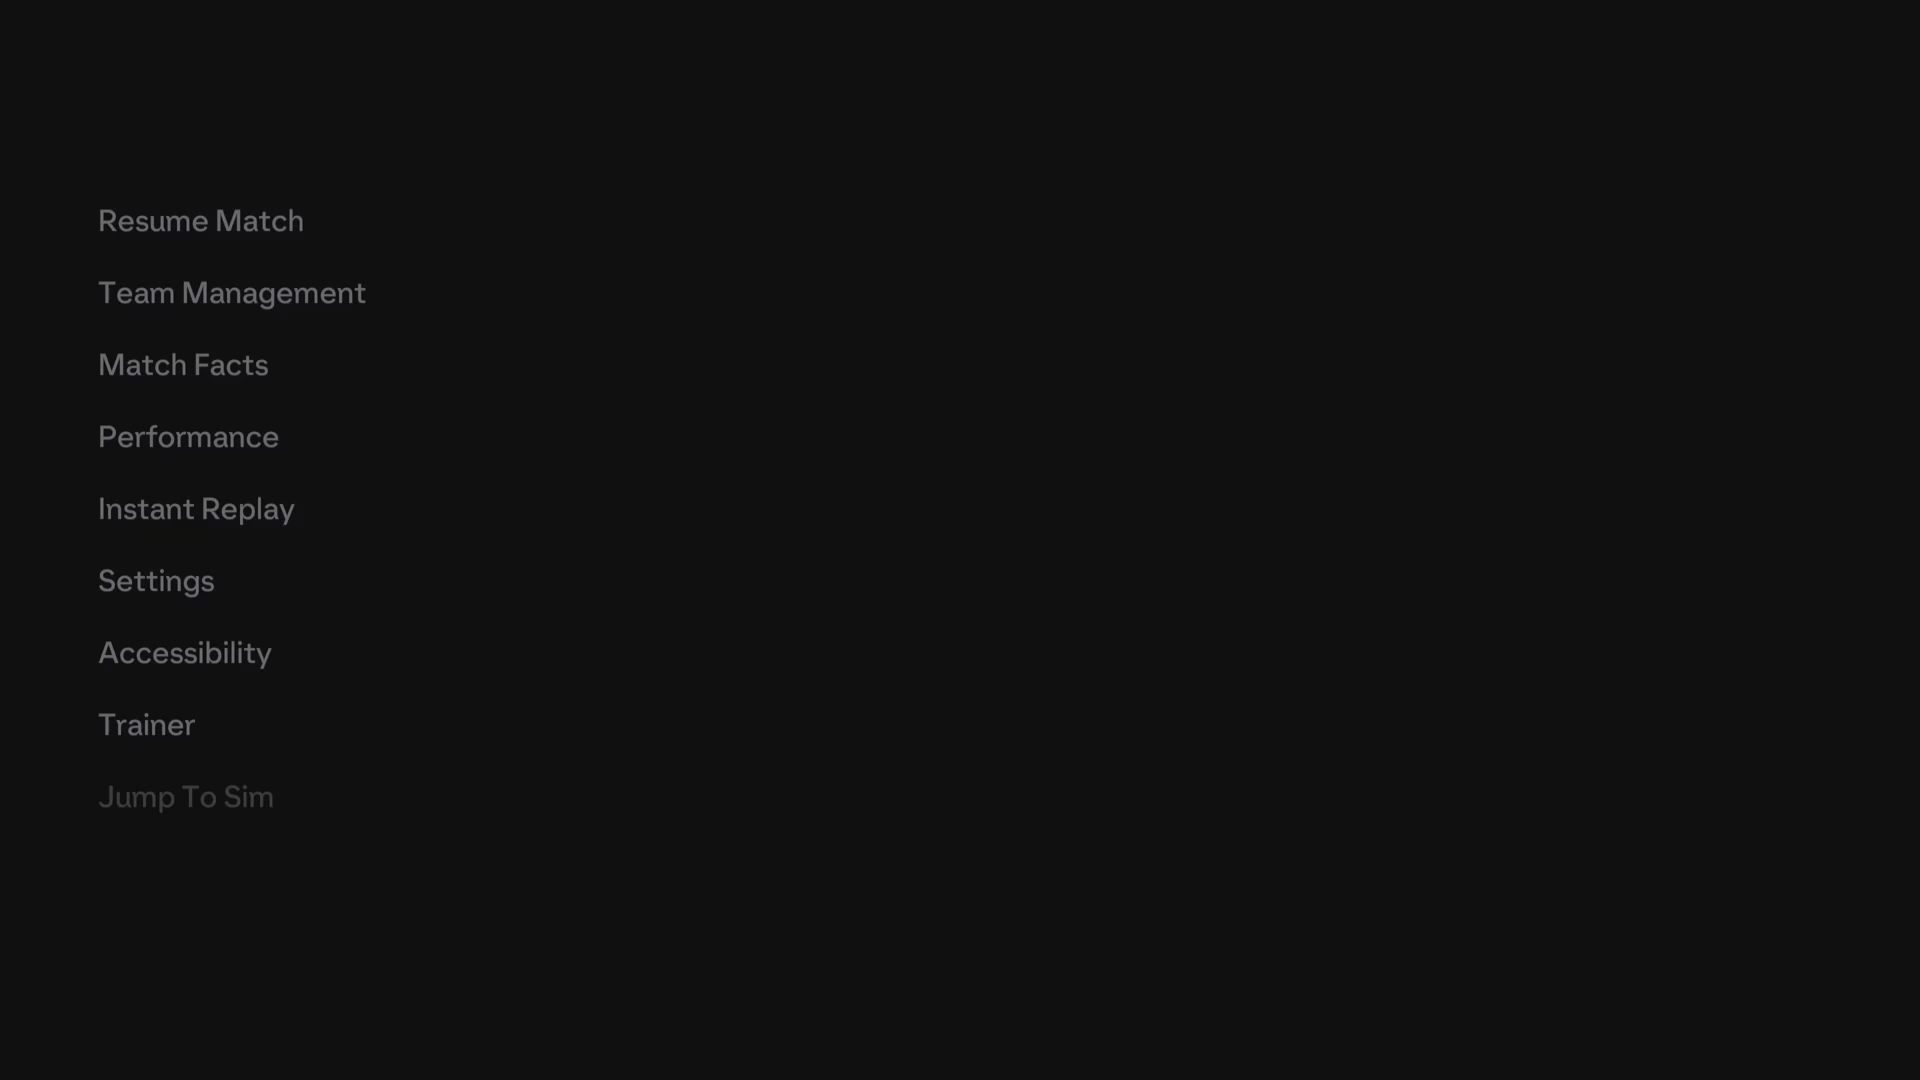 Resume Match
Team Management
Match Facts
Performance
Instant Replay
Settings
Accessibility
Trainer
Jump To Sim